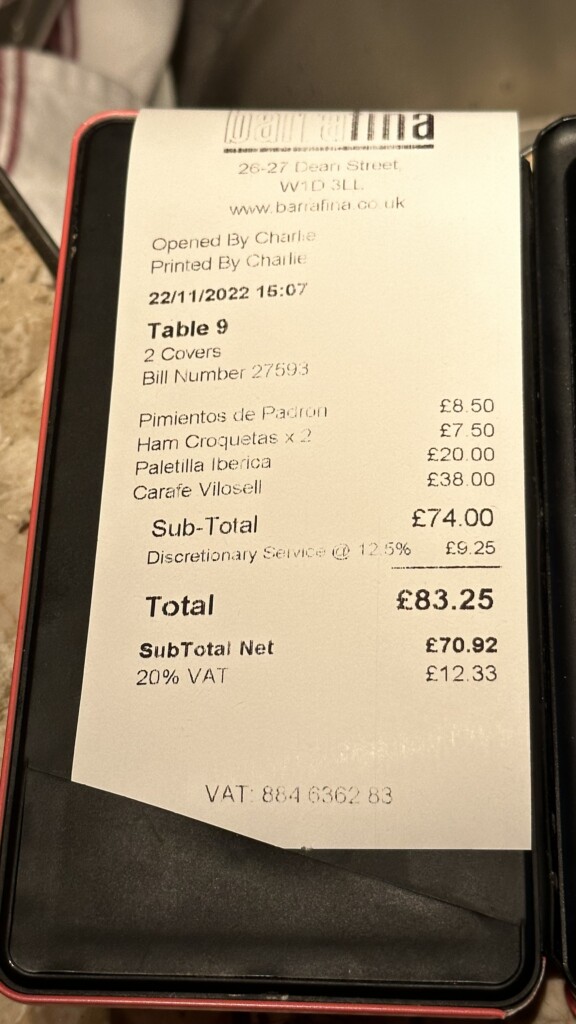 barrafina
26-27 Dean Street,
W1D 3LL.
www.barrafina.co.uk
Opened By Charlie
Printed By Charlie
22/11/2022 15:07
Table 9
2 Covers
Bill Number 27593
Pimientos de Padron £8.50
Ham Croquetas x 2 £7.50
Paletilla Iberica £20.00
Carafe Vilosell £38.00
Sub-Total £74.00
Discretionary Service @ 12.5% £9.25
Total £83.25
SubTotal Net £70.92
20% VAT £12.33
VAT: 884 6362 83